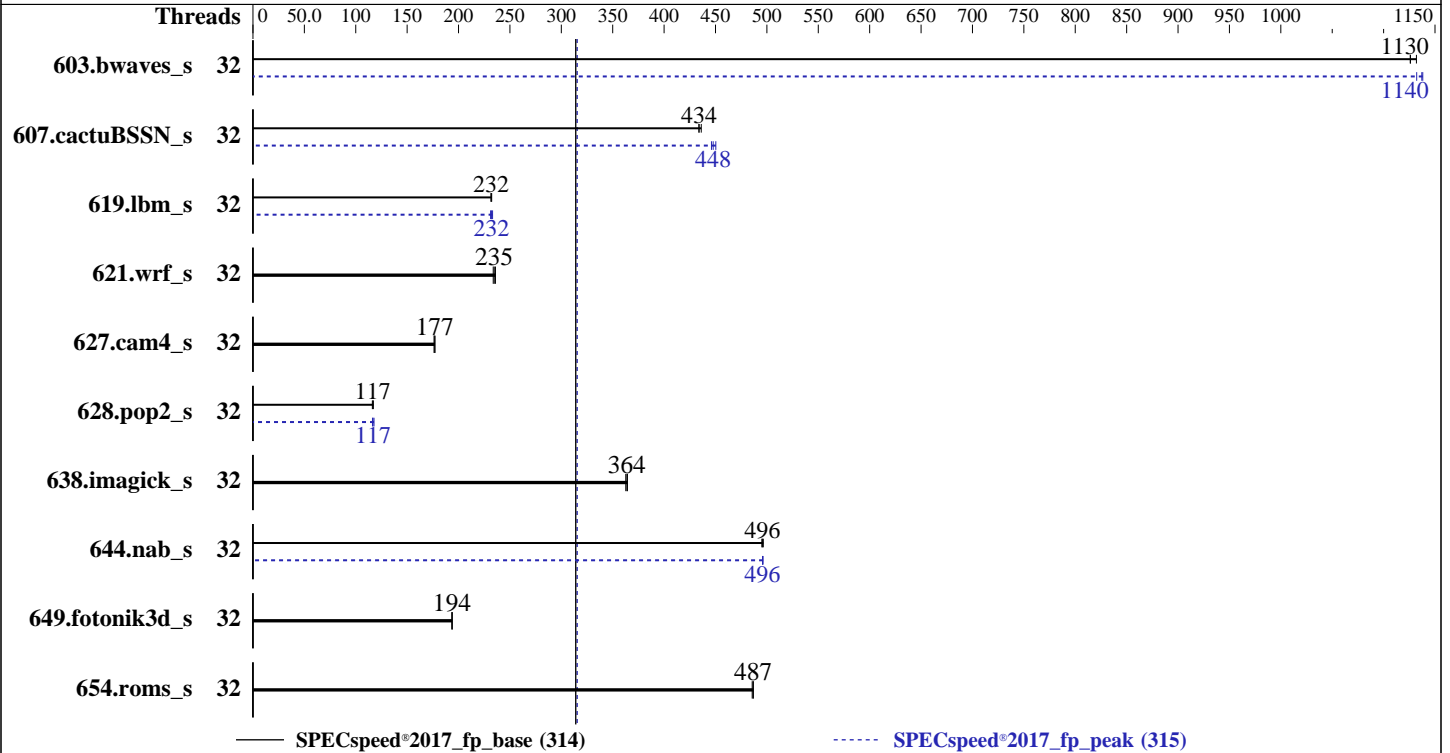 Threads 0 50.0 100 150 200 250 300 350 400 450 500 550 600 650 700 750 800 850 900 950 1000 1150
1130
603.bwaves_s 32
1140
434
607.cactuBSSN_s 32
448
232
619.lbm_s 32
232
235
621.wrf_s 32
177
627.cam4_s 32
117
628.pop2_s 32
117
364
638.imagick_s 32
496
644.nab_s 32
496
194
649.fotonik3d_s 32
487
654.roms_s 32
SPECspeed®2017_fp_base (314) SPECspeed®2017_fp_peak (315)